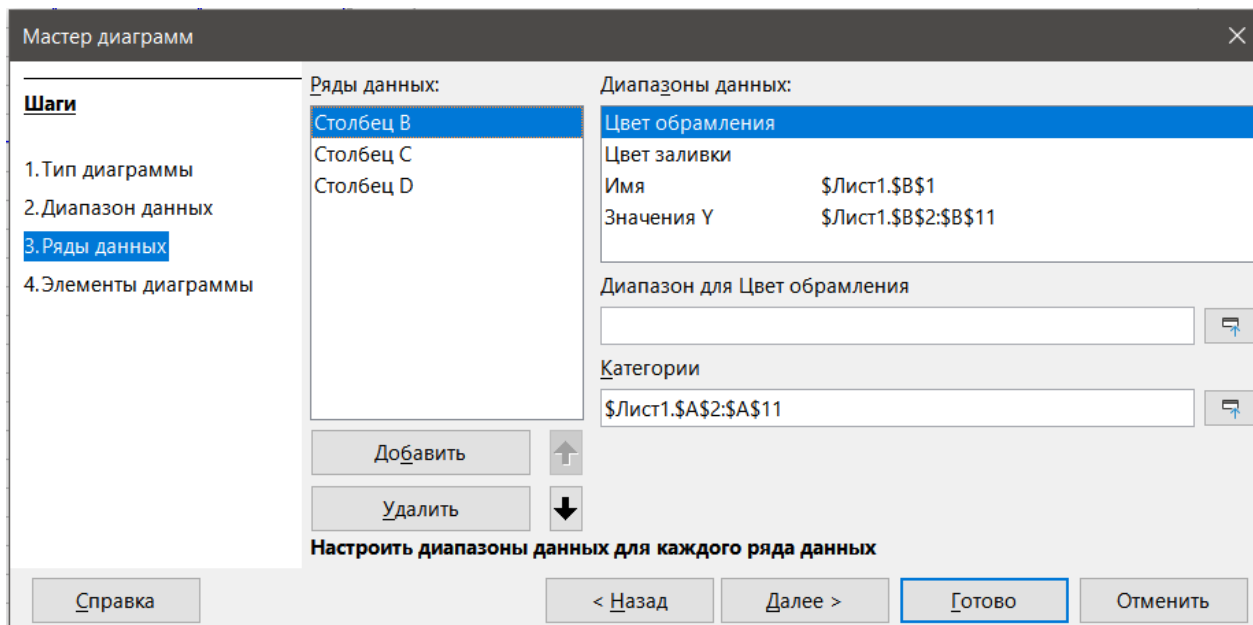 Мастер диаграмм
Шаги
1.Тип диаграммы
2.Диапазон данных
3.Ряды данных
4.Элементы диаграммы
Ряды данных:
Столбец B
Столбец C
Столбец D
Добавить
Удалить
Диапазоны данных:
Цвет обрамления
Цвет заливки
Имя $Лист1.$B$1
Значения Y $Лист1.$B$2:$B$11
Диапазон для Цвет обрамления
Категории
$Лист1.$A$2:$A$11
Настроить диапазоны данных для каждого ряда данных
Справка < Назад Далее > Готово Отменить